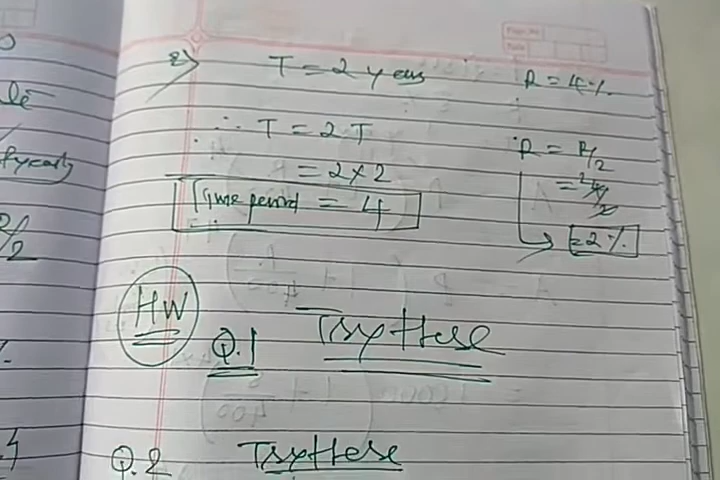 2) T = 2 years R = 4%
∴ T = 2T R = R/2
= 2×2 = 4/2
Time period = 4 = 2%
HW
Q.1 Try these
Q.2 Try these